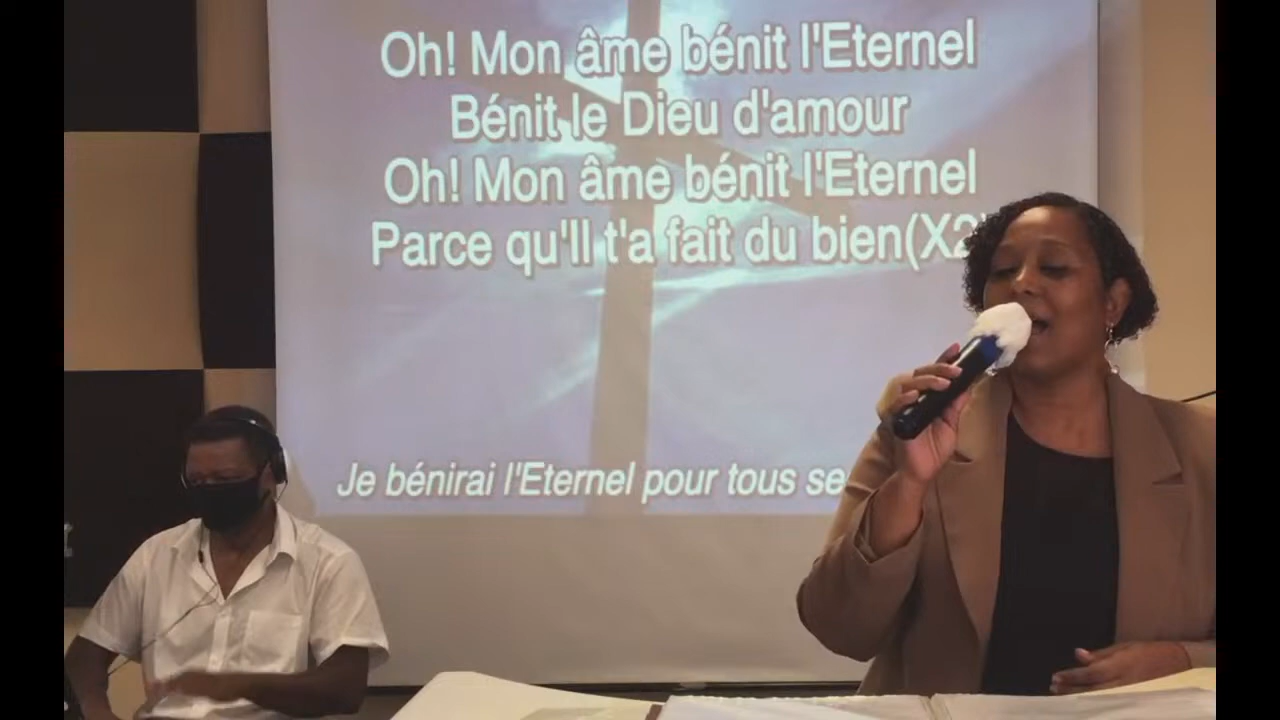 Oh! Mon âme bénit l'Eternel
Bénit le Dieu d'amour
Oh! Mon âme bénit l'Eternel
Parce qu'Il t'a fait du bien(X2
Je bénirai l'Eternel pour tous